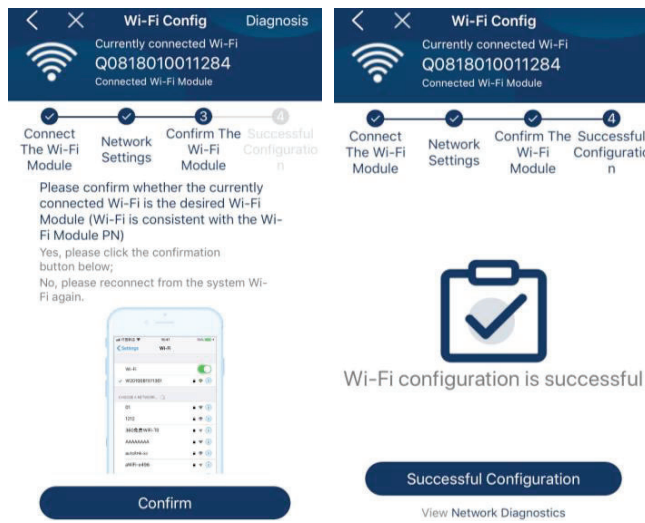 Wi-Fi Config Diagnosis
Currently connected Wi-Fi
Q0818010011284
Connected Wi-Fi Module
3
4
Connect
The Wi-Fi
Module
Network
Settings
Confirm The
Wi-Fi
Module
Successful
Configuratio
n
Please confirm whether the currently
connected Wi-Fi is the desired Wi-Fi
Module (Wi-Fi is consistent with the Wi-
Fi Module PN)
Yes, please click the confirmation
button below;
No, please reconnect from the system Wi-
Fi again.
Settings Wi-Fi
Wi-Fi
01
1212
AAAAAAAA
Confirm
Wi-Fi Config
Currently connected Wi-Fi
Q0818010011284
Connected Wi-Fi Module
4
Connect
The Wi-Fi
Module
Network
Settings
Confirm The
Wi-Fi
Module
Successful
Configuratio
n
Wi-Fi configuration is successful
Successful Configuration
View Network Diagnostics